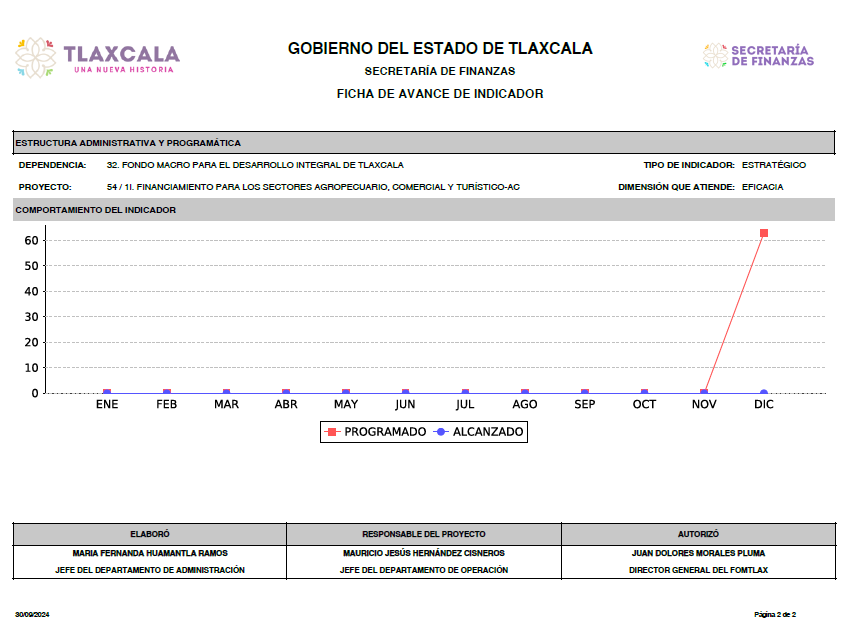 TLAXCALA
UNA NUEVA HISTORIA
GOBIERNO DEL ESTADO DE TLAXCALA
SECRETARÍA DE FINANZAS
FICHA DE AVANCE DE INDICADOR
SECRETARÍA
DE FINANZAS
ESTRUCTURA ADMINISTRATIVA Y PROGRAMÁTICA
DEPENDENCIA: 32. FONDO MACRO PARA EL DESARROLLO INTEGRAL DE TLAXCALA TIPO DE INDICADOR: ESTRATÉGICO
PROYECTO: 54 / 1I. FINANCIAMIENTO PARA LOS SECTORES AGROPECUARIO, COMERCIAL Y TURÍSTICO-AC DIMENSIÓN QUE ATIENDE: EFICACIA
COMPORTAMIENTO DEL INDICADOR
60
50
40
30
20
10
0
ENE FEB MAR ABR MAY JUN JUL AGO SEP OCT NOV DIC
PROGRAMADO ALCANZADO
ELABORÓ RESPONSABLE DEL PROYECTO AUTORIZÓ
MARIA FERNANDA HUAMANTLA RAMOS MAURICIO JESÚS HERNÁNDEZ CISNEROS JUAN DOLORES MORALES PLUMA
JEFE DEL DEPARTAMENTO DE ADMINISTRACIÓN JEFE DEL DEPARTAMENTO DE OPERACIÓN DIRECTOR GENERAL DEL FOMTLAX
30/09/2024 Página 2 de 2